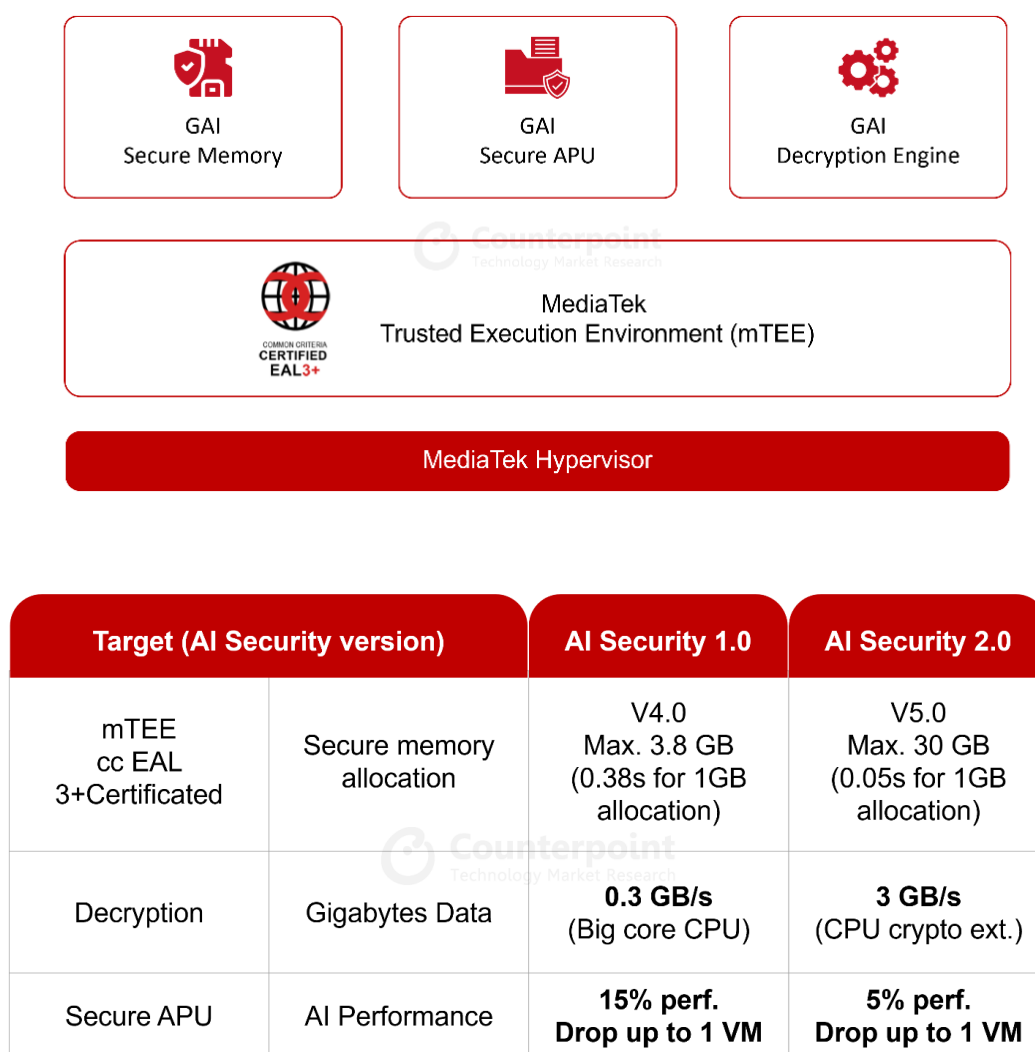 GAI
Secure Memory
GAI
Secure APU
GAI
Decryption Engine
Counterpoint
Technology Market Research
COMMON CRITERIA
CERTIFIED
EAL3+
MediaTek
Trusted Execution Environment (mTEE)
MediaTek Hypervisor
Target (AI Security version)
AI Security 1.0
AI Security 2.0
mTEE
cc EAL
3+Certificated
Secure memory
allocation
V4.0
Max. 3.8 GB
(0.38s for 1GB
allocation)
V5.0
Max. 30 GB
(0.05s for 1GB
allocation)
Counterpoint
Technology Market Research
Decryption
Gigabytes Data
0.3 GB/s
(Big core CPU)
3 GB/s
(CPU crypto ext.)
Secure APU
AI Performance
15% perf.
Drop up to 1 VM
5% perf.
Drop up to 1 VM